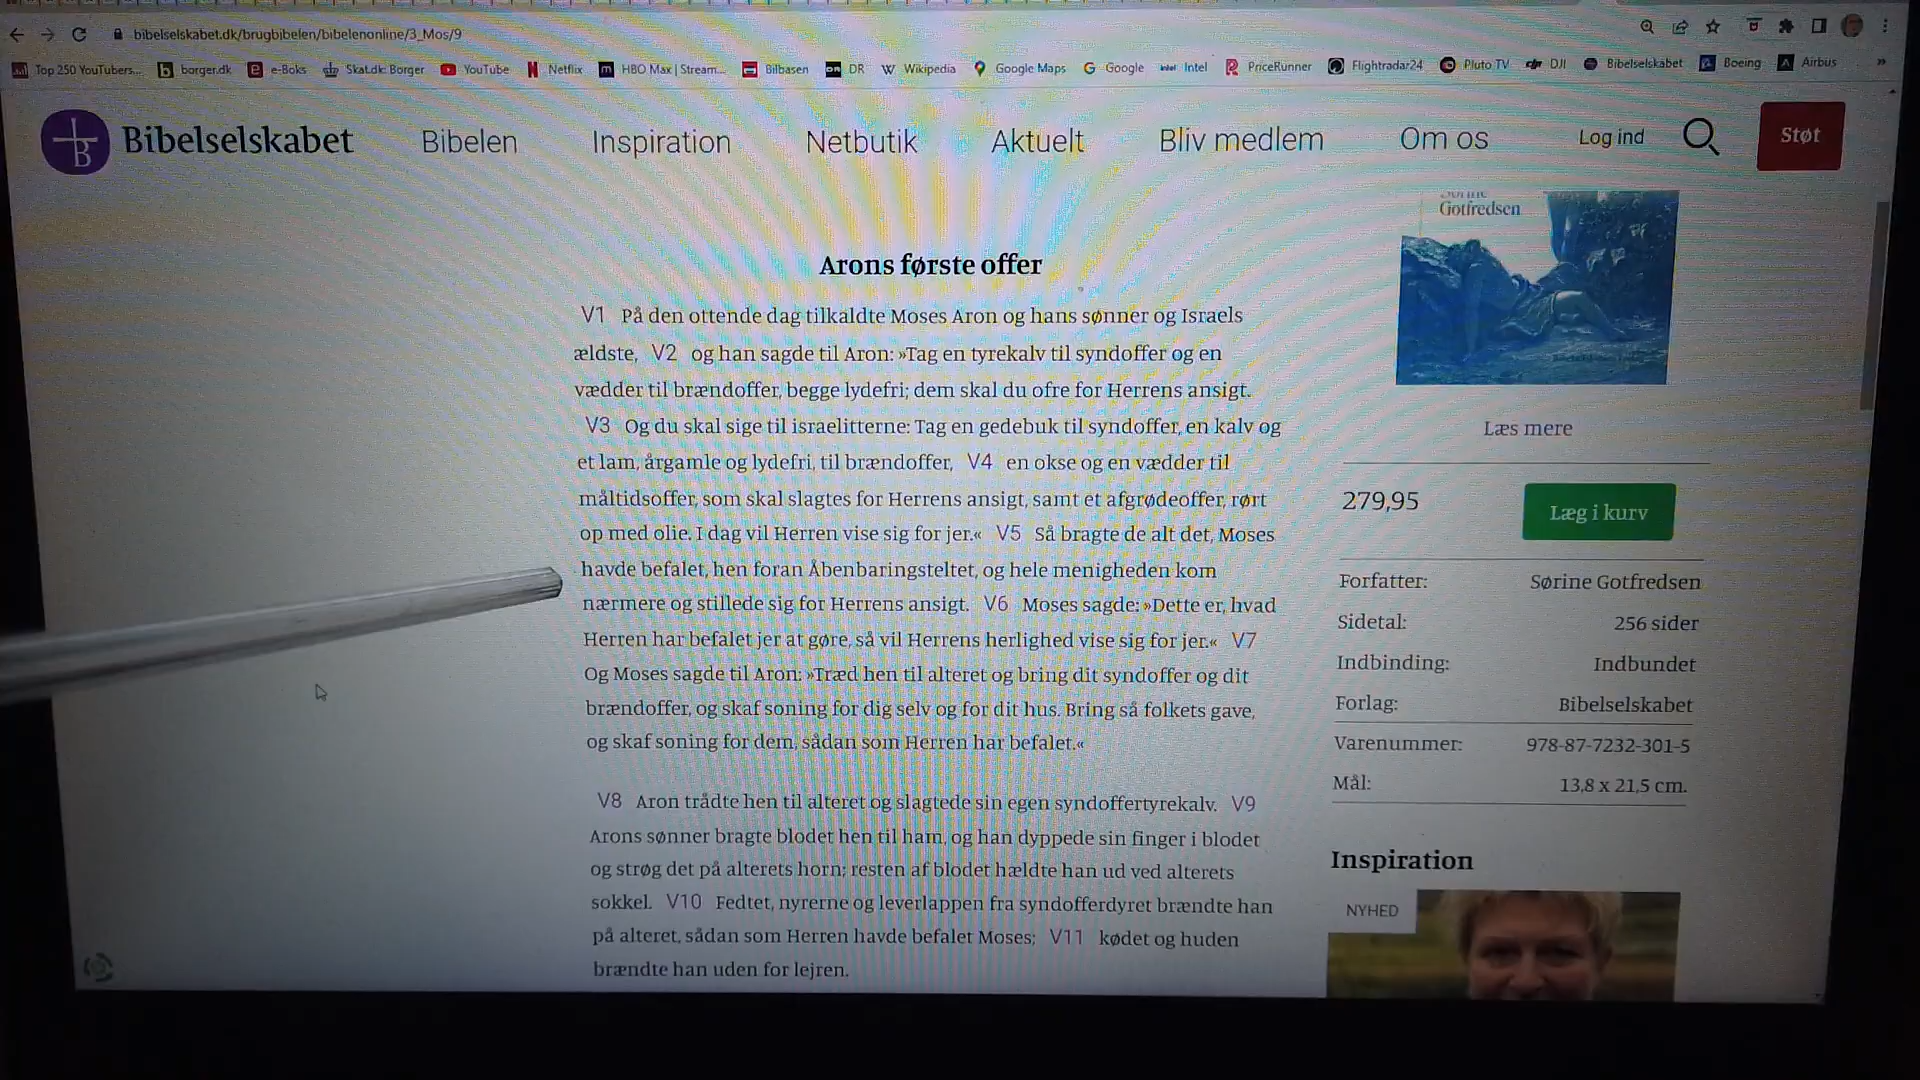 bibelselskabet.dk/brugbibelen/bibelenonline/3_Mos/9
Top 250 YouTubers... borger.dk e-Boks Skat.dk: Borger YouTube Netflix HBO Max | Stream... Bilbasen DR Wikipedia Google Maps Google Intel PriceRunner Flightradar24 Pluto TV DJI Bibelselskabet Boeing Airbus »
Bibelselskabet Bibelen Inspiration Netbutik Aktuelt Bliv medlem Om os Log ind Støt
Arons første offer
V1 På den ottende dag tilkaldte Moses Aron og hans sønner og Israels
ældste, V2 og han sagde til Aron: »Tag en tyrekalv til syndoffer og en
vædder til brændoffer, begge lydefri; dem skal du ofre for Herrens ansigt.
V3 Og du skal sige til israelitterne: Tag en gedebuk til syndoffer, en kalv og
et lam, årgamle og lydefri, til brændoffer, V4 en okse og en vædder til
måltidsoffer, som skal slagtes for Herrens ansigt, samt et afgrødeoffer, rørt
op med olie. I dag vil Herren vise sig for jer.« V5 Så bragte de alt det, Moses
havde befalet, hen foran Åbenbaringsteltet, og hele menigheden kom
nærmere og stillede sig for Herrens ansigt. V6 Moses sagde: »Dette er, hvad
Herren har befalet jer at gøre, så vil Herrens herlighed vise sig for jer.« V7
Og Moses sagde til Aron: »Træd hen til alteret og bring dit syndoffer og dit
brændoffer, og skaf soning for dig selv og for dit hus. Bring så folkets gave,
og skaf soning for dem, sådan som Herren har befalet.«
V8 Aron trådte hen til alteret og slagtede sin egen syndoffertyrekalv. V9
Arons sønner bragte blodet hen til ham, og han dyppede sin finger i blodet
og strøg det på alterets horn; resten af blodet hældte han ud ved alterets
sokkel. V10 Fedtet, nyrerne og leverlappen fra syndofferdyret brændte han
på alteret, sådan som Herren havde befalet Moses; V11 kødet og huden
brændte han uden for lejren.
Gotfredsen
Læs mere
279,95 Læg i kurv
Forfatter: Sørine Gotfredsen
Sidetal: 256 sider
Indbinding: Indbundet
Forlag: Bibelselskabet
Varenummer: 978-87-7232-301-5
Mål: 13,8 x 21,5 cm.
Inspiration
NYHED